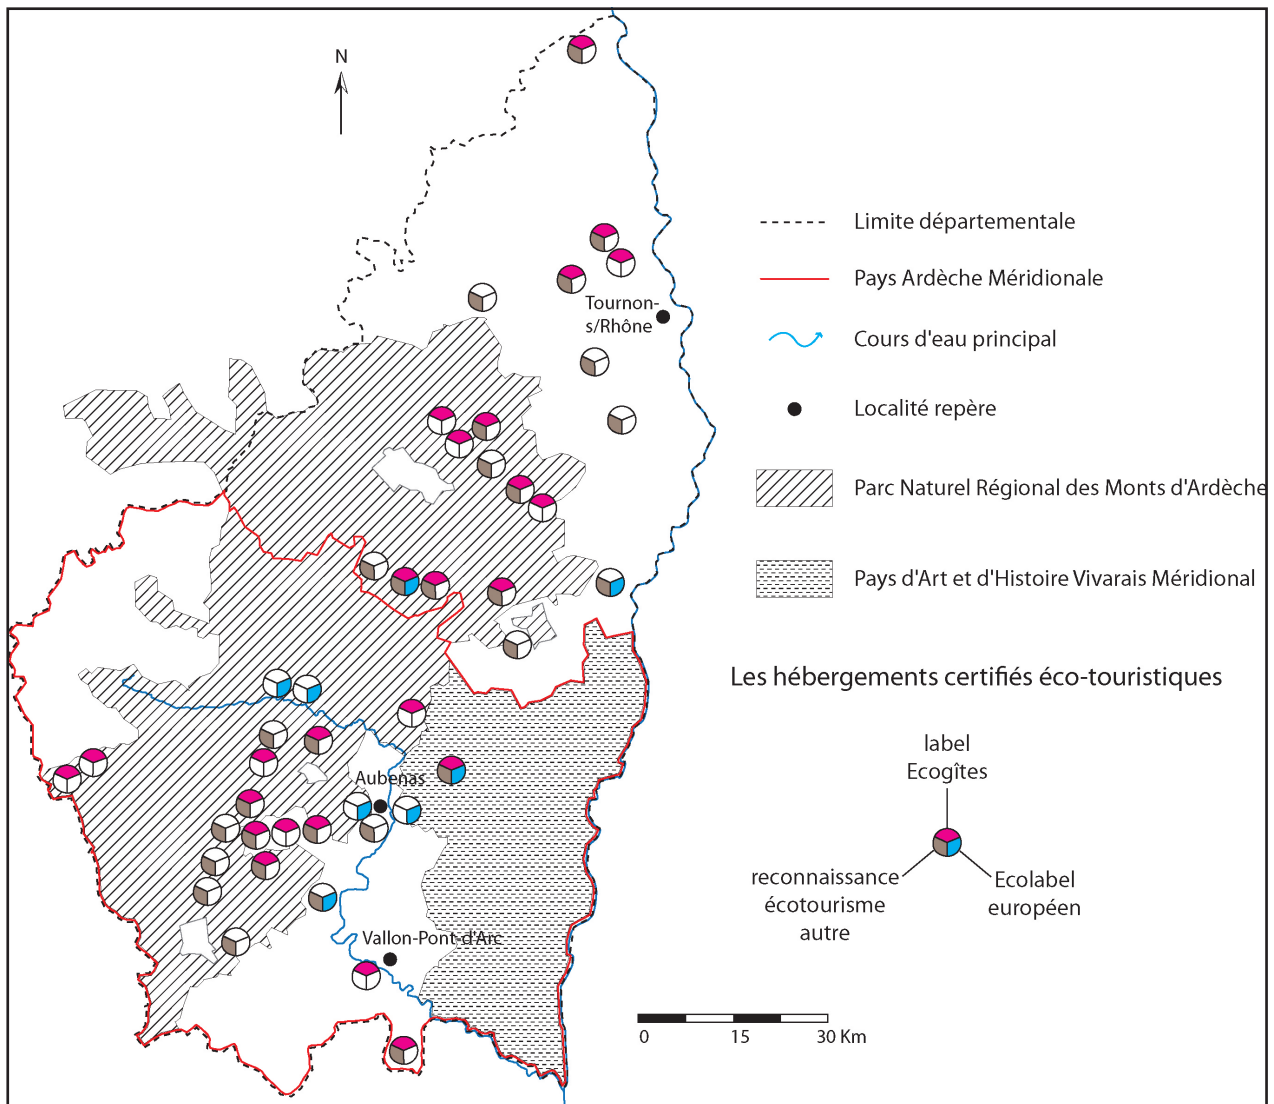 N
Tournon-
s/Rhône
Aubenas
Vallon-Pont-d'Arc
Limite départementale
Pays Ardèche Méridionale
Cours d'eau principal
Localité repère
Parc Naturel Régional des Monts d'Ardèche
Pays d'Art et d'Histoire Vivarais Méridional
Les hébergements certifiés éco-touristiques
label
Ecogîtes
reconnaissance
écotourisme
autre
Ecolabel
européen
0 15 30 Km